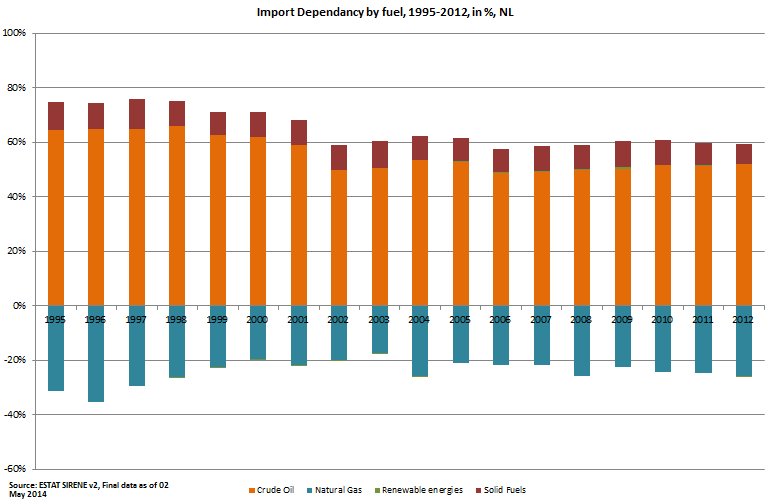 Import Dependancy by fuel, 1995-2012, in %, NL
100%
80%
60%
40%
20%
0%
-20%
-40%
-60%
1995 1996 1997 1998 1999 2000 2001 2002 2003 2004 2005 2006 2007 2008 2009 2010 2011 2012
Source: ESTAT SIRENE v2, Final data as of 02
May 2014
Crude Oil Natural Gas Renewable energies Solid Fuels